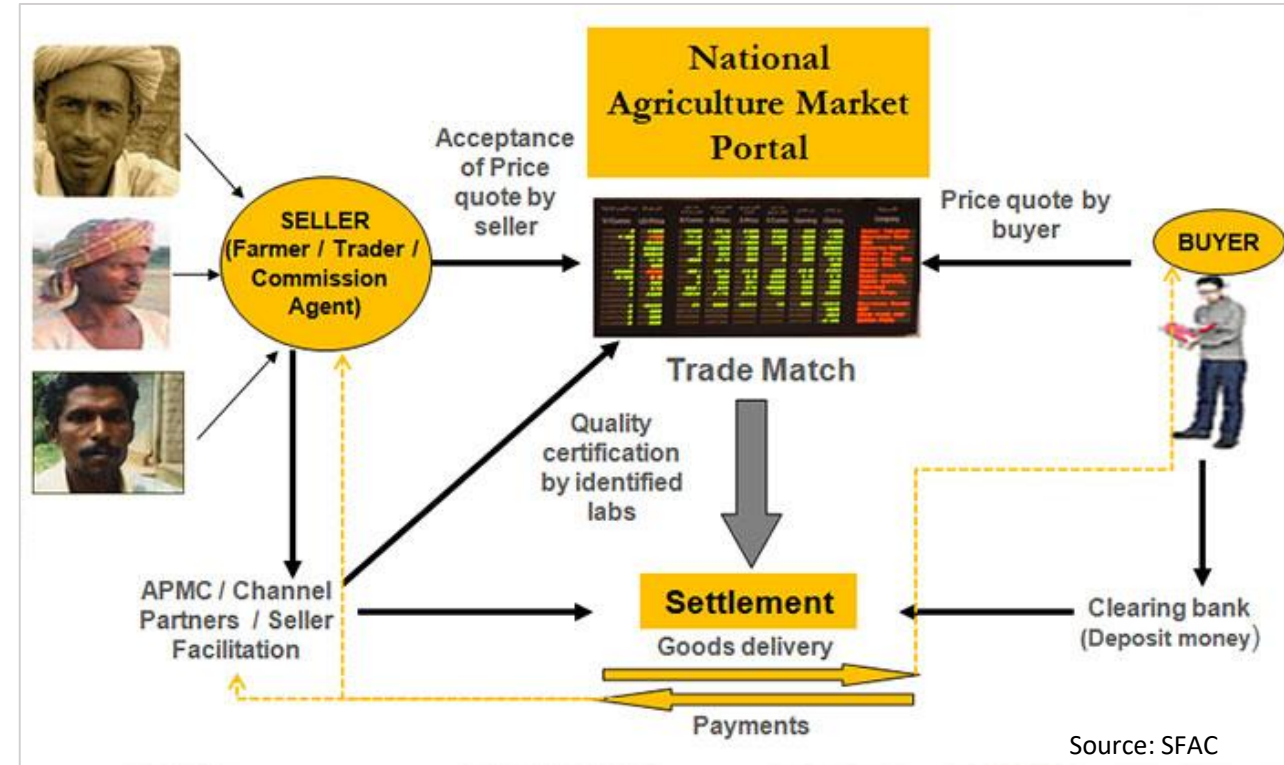 National
Agriculture Market
Portal
Acceptance
of Price
quote by
seller
SELLER
(Farmer / Trader /
Commission
Agent)
Price quote by
buyer
BUYER
Trade Match
Quality
certification
by identified
labs
APMC / Channel
Partners / Seller
Facilitation
Settlement
Goods delivery
Payments
Clearing bank
(Deposit money)
Source: SFAC